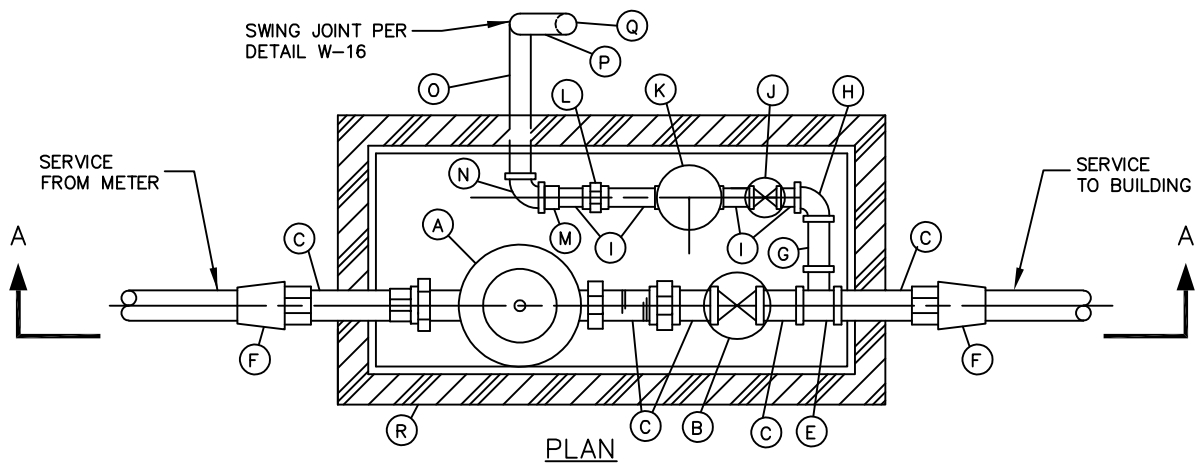 SWING JOINT PER
DETAIL W-16
Q
P
O
L
K
J
H
SERVICE
FROM METER
SERVICE
TO BUILDING
N
A
C
M
I
I
G
C
A
A
F
F
R
C
B
C
E
PLAN